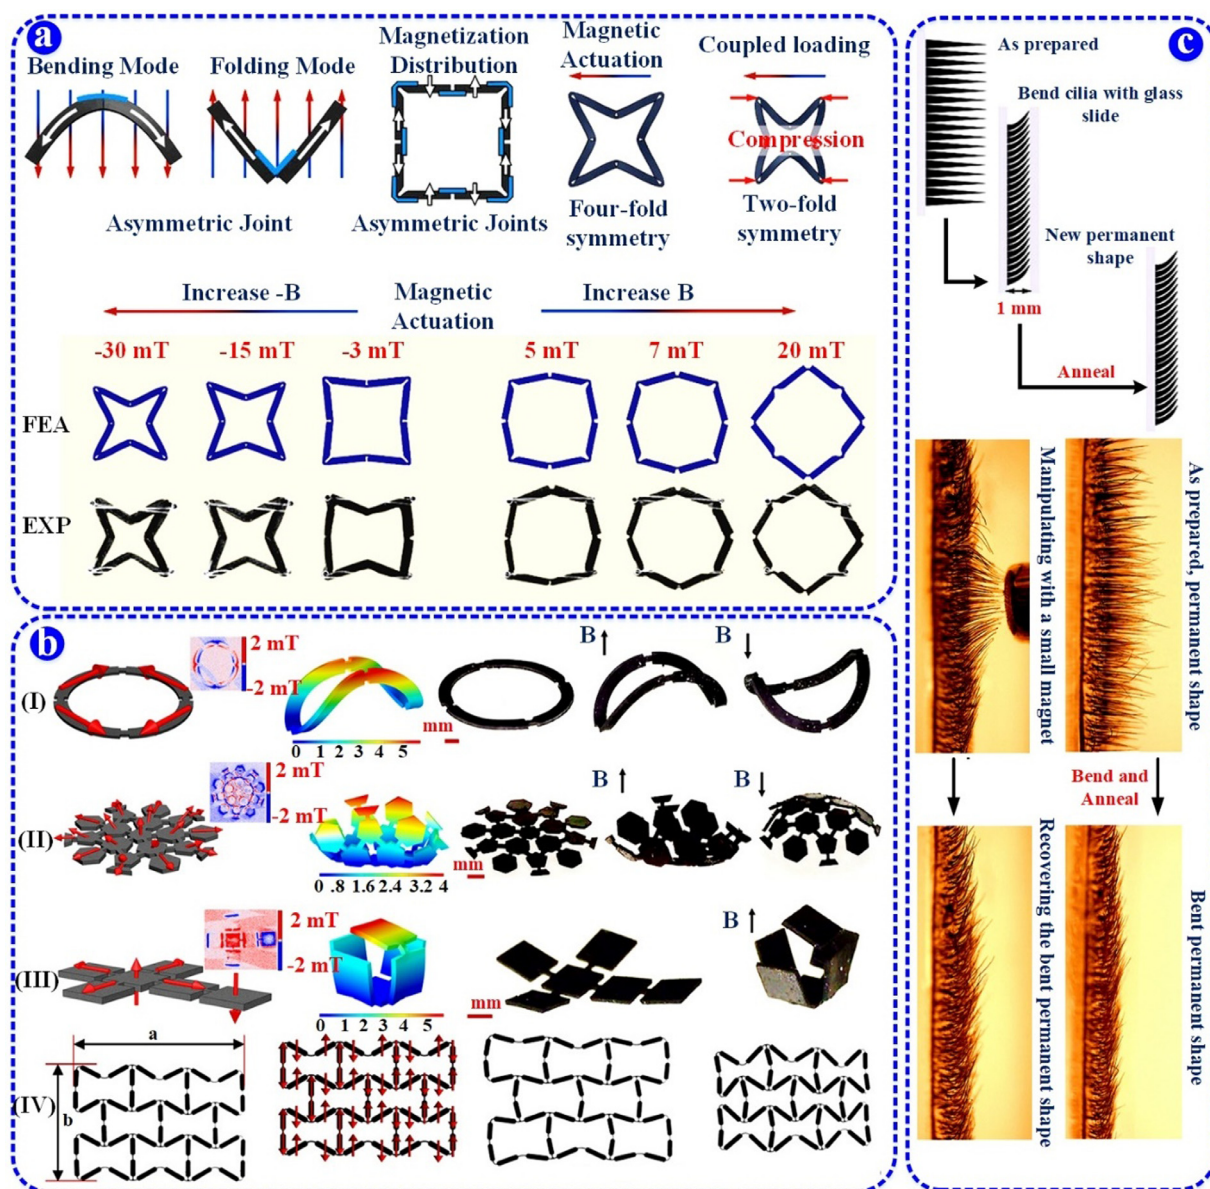 a
Bending Mode
Folding Mode
Magnetization
Distribution
Magnetic
Actuation
Coupled loading
Compression
Asymmetric Joint
Asymmetric Joints
Four-fold
symmetry
Two-fold
symmetry
Increase -B
Magnetic
Actuation
Increase B
-30 mT
-15 mT
-3 mT
5 mT
7 mT
20 mT
FEA
EXP
b
(I)
2 mT
-2 mT
0 1 2 3 4 5
mm
B
B
(II)
2 mT
-2 mT
0 .8 1.6 2.4 3.2 4
mm
B
B
(III)
2 mT
-2 mT
0 1 2 3 4 5
mm
B
(IV)
a
b
c
As prepared
Bend cilia with glass
slide
New permanent
shape
1 mm
Anneal
Manipulating with a small magnet
As prepared, permanent shape
Bend and
Anneal
Recovering the bent permanent shape
Bent permanent shape